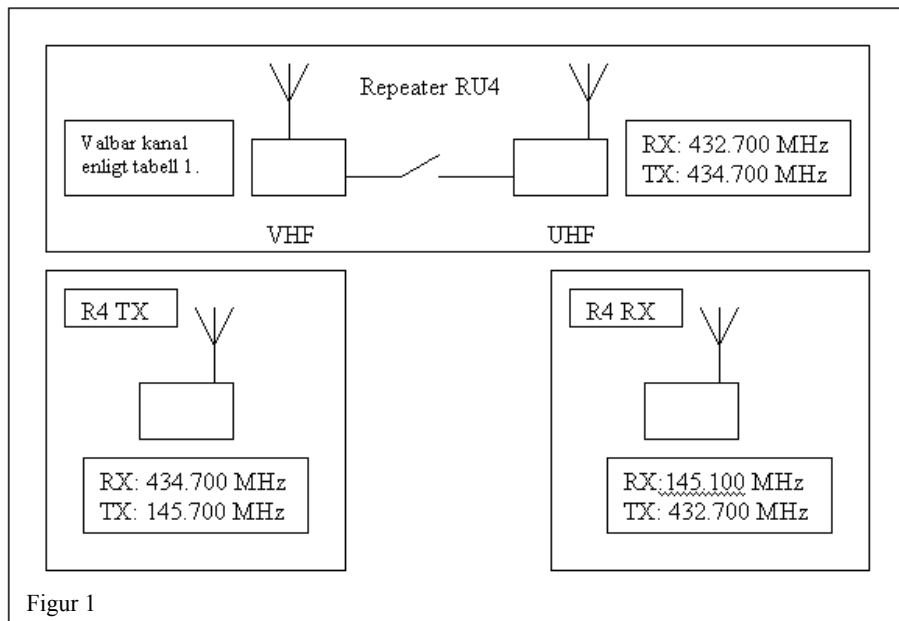 Repeater RU4
Valbar kanal
enligt tabell 1.
RX: 432.700 MHz
TX: 434.700 MHz
VHF
UHF
R4 TX
R4 RX
RX: 434.700 MHz
TX: 145.700 MHz
RX:145.100 MHz
TX: 432.700 MHz
Figur 1